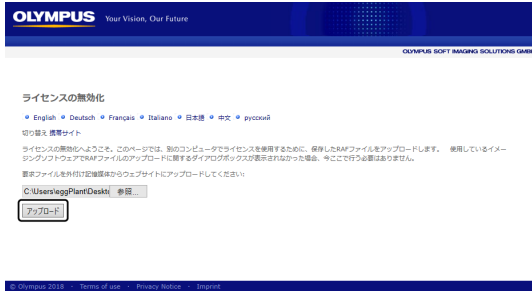 OLYMPUS Your Vision, Our Future
OLYMPUS SOFT IMAGING SOLUTIONS GMB
ライセンスの無効化
English Deutsch Français Italiano 日本語 中文 русский
切り替え 携帯サイト
ライセンスの無効化へようこそ。このページでは、別のコンピュータでライセンスを使用するために、保存したRAFファイルをアップロードします。 使用しているイメー
ジングソフトウェアでRAFファイルのアップロードに関するダイアログボックスが表示されなかった場合、今ここで行う必要はありません。
要求ファイルを外付け記憶媒体からウェブサイトにアップロードしてください:
C:\Users\eggPlant\Deskto 参照...
アップロード
© Olympus 2018 · Terms of use · Privacy Notice · Imprint